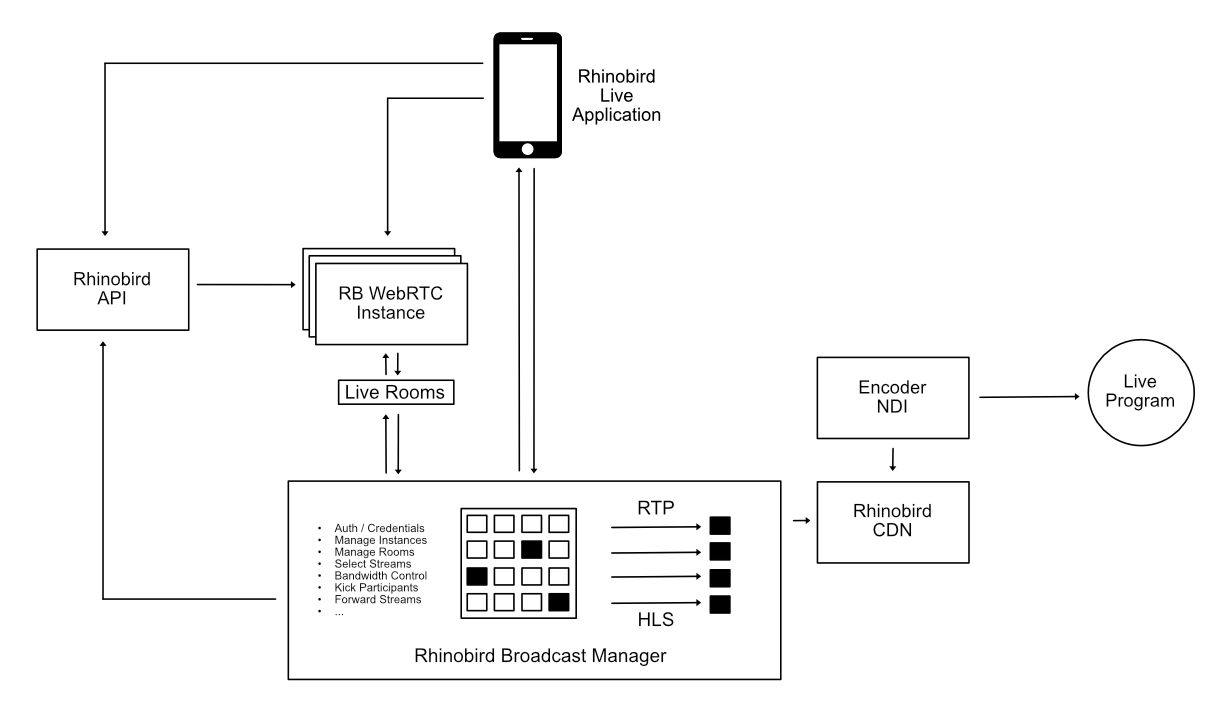 Rhinobird
Live
Application
Rhinobird
API
RB WebRTC
Instance
Live Rooms
Encoder
NDI
Live
Program
Rhinobird
CDN
• Auth / Credentials
• Manage Instances
• Manage Rooms
• Select Streams
• Bandwidth Control
• Kick Participants
• Forward Streams
• ...
RTP
HLS
Rhinobird Broadcast Manager